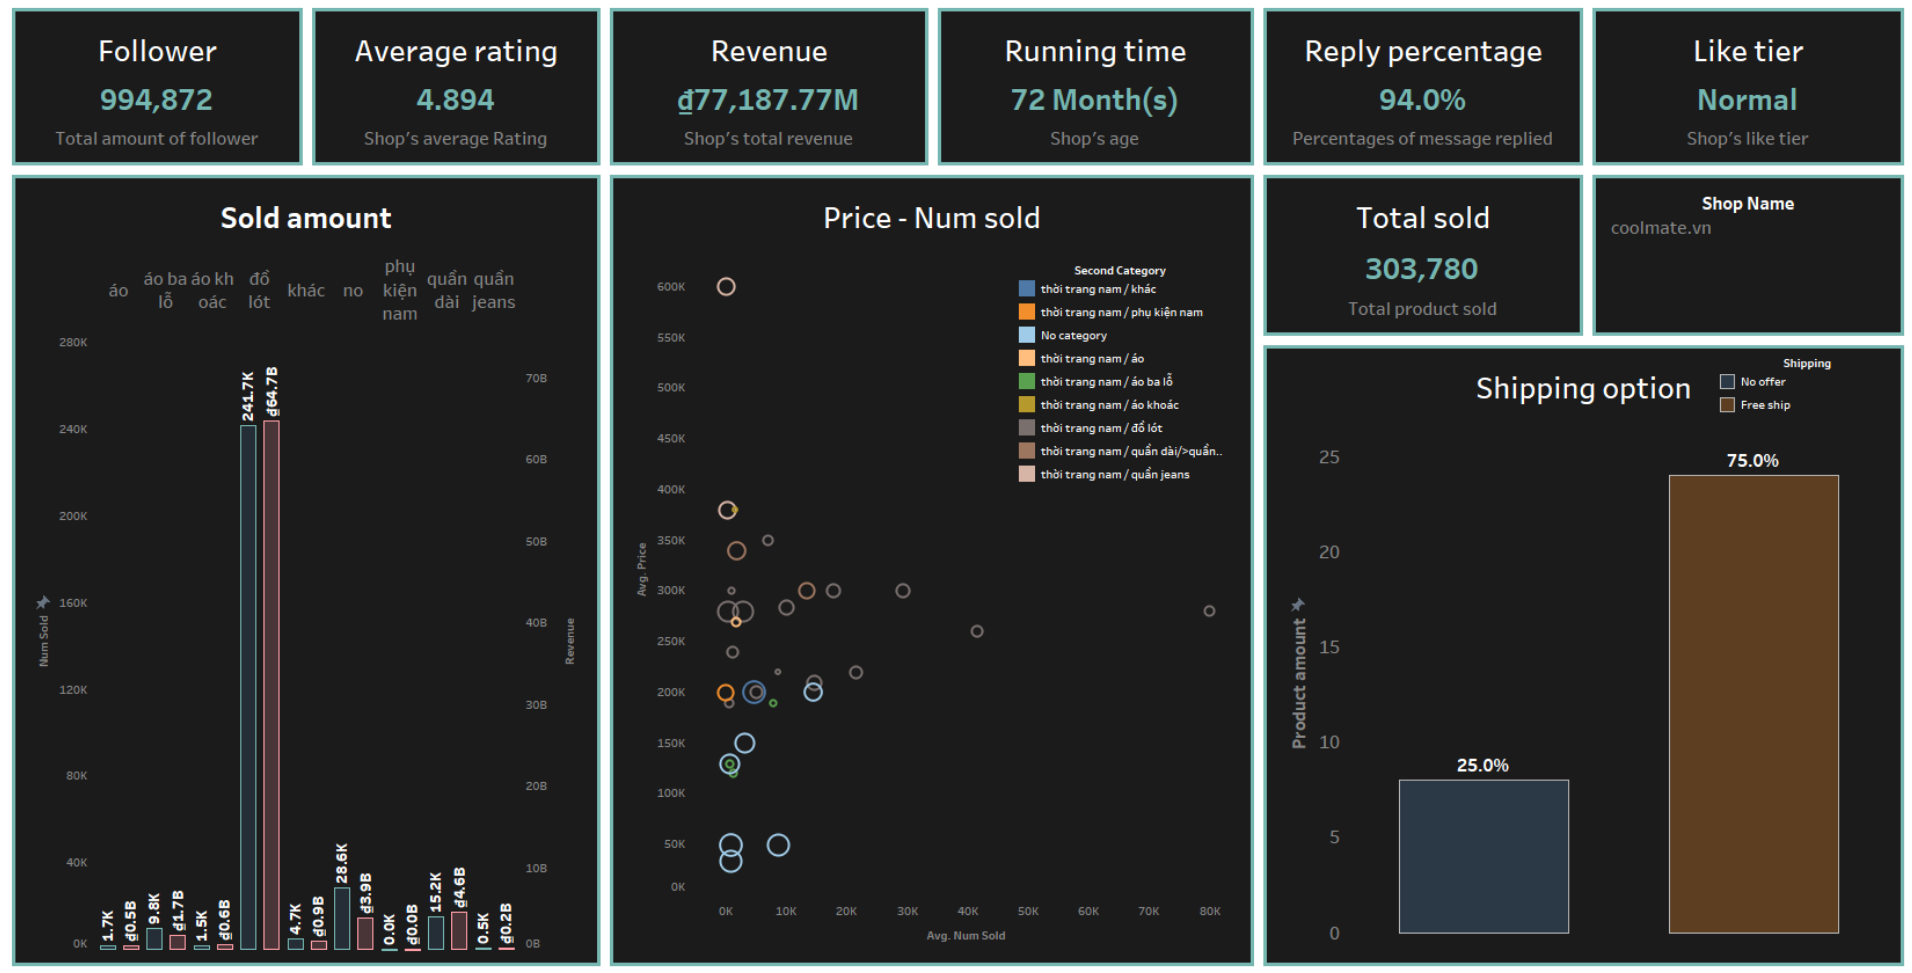 Follower
994,872
Total amount of follower
Average rating
4.894
Shop's average Rating
Revenue
₫77,187.77M
Shop's total revenue
Running time
72 Month(s)
Shop's age
Reply percentage
94.0%
Percentages of message replied
Like tier
Normal
Shop's like tier
Sold amount
áo
áo ba
lỗ
áo kh
oác
đồ
lót
khác
no
phụ
kiện
nam
quần
dài
quần
jeans
280K
240K
200K
160K
120K
80K
40K
0K
Num Sold
1.7K
₫0.5B
9.8K
₫1.7B
1.5K
₫0.6B
241.7K
₫64.7B
4.7K
₫0.9B
28.6K
₫3.9B
0.0K
₫0.0B
15.2K
₫4.6B
0.5K
₫0.2B
70B
60B
50B
40B
30B
20B
10B
0B
Revenue
Price - Num sold
Second Category
thời trang nam / khác
thời trang nam / phụ kiện nam
No category
thời trang nam / áo
thời trang nam / áo ba lỗ
thời trang nam / áo khoác
thời trang nam / đồ lót
thời trang nam / quần dài/>quần..
thời trang nam / quần jeans
600K
550K
500K
450K
400K
350K
300K
250K
200K
150K
100K
50K
0K
Avg. Price
0K
10K
20K
30K
40K
50K
60K
70K
80K
Avg. Num Sold
Total sold
303,780
Total product sold
Shop Name
coolmate.vn
Shipping option
Shipping
No offer
Free ship
25
20
15
10
5
0
Product amount
25.0%
75.0%